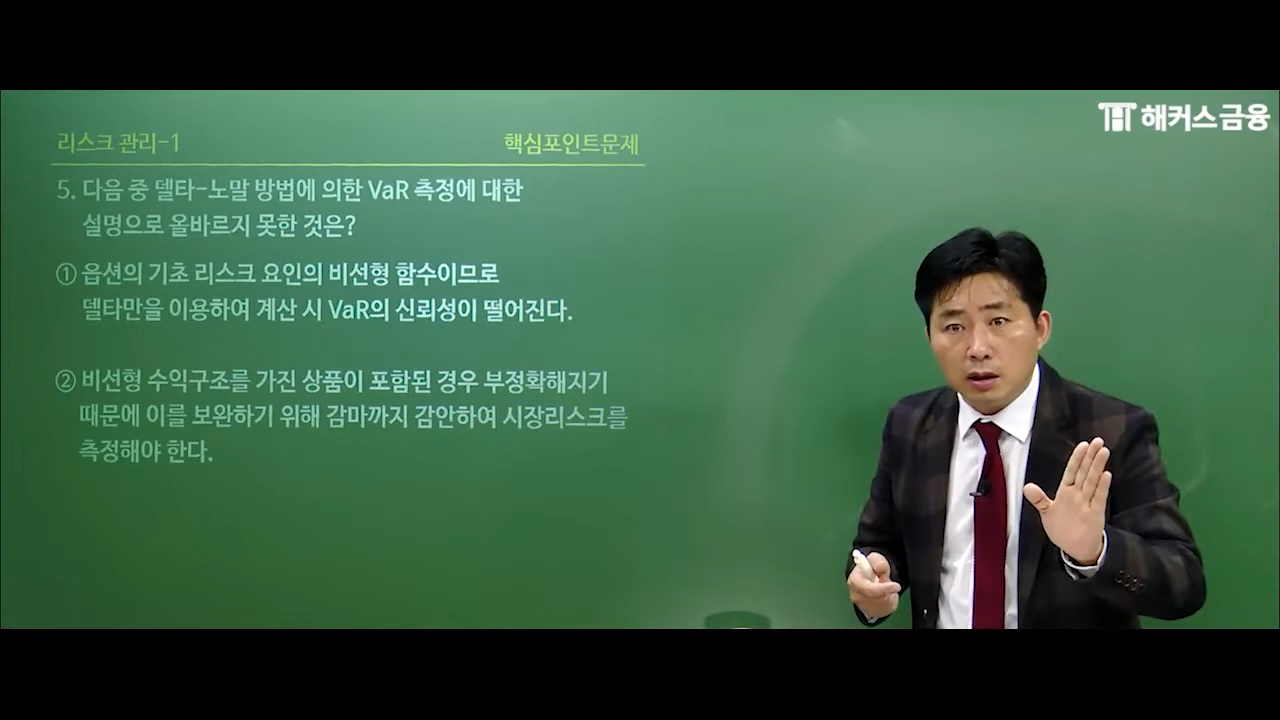 해커스금융
리스크 관리-1
핵심포인트문제
5. 다음 중 델타-노말 방법에 의한 VaR 측정에 대한
설명으로 올바르지 못한 것은?
① 옵션의 기초 리스크 요인의 비선형 함수이므로
델타만을 이용하여 계산 시 VaR의 신뢰성이 떨어진다.
② 비선형 수익구조를 가진 상품이 포함된 경우 부정확해지기
때문에 이를 보완하기 위해 감마까지 감안하여 시장리스크를
측정해야 한다.